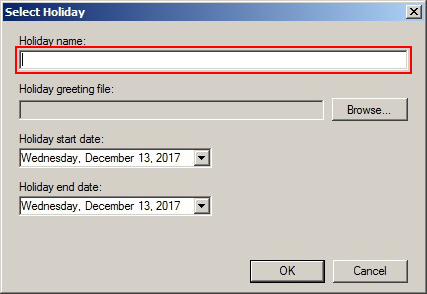 Select Holiday
Holiday name:
Holiday greeting file:
Browse...
Holiday start date:
Wednesday, December 13, 2017
Holiday end date:
Wednesday, December 13, 2017
OK
Cancel